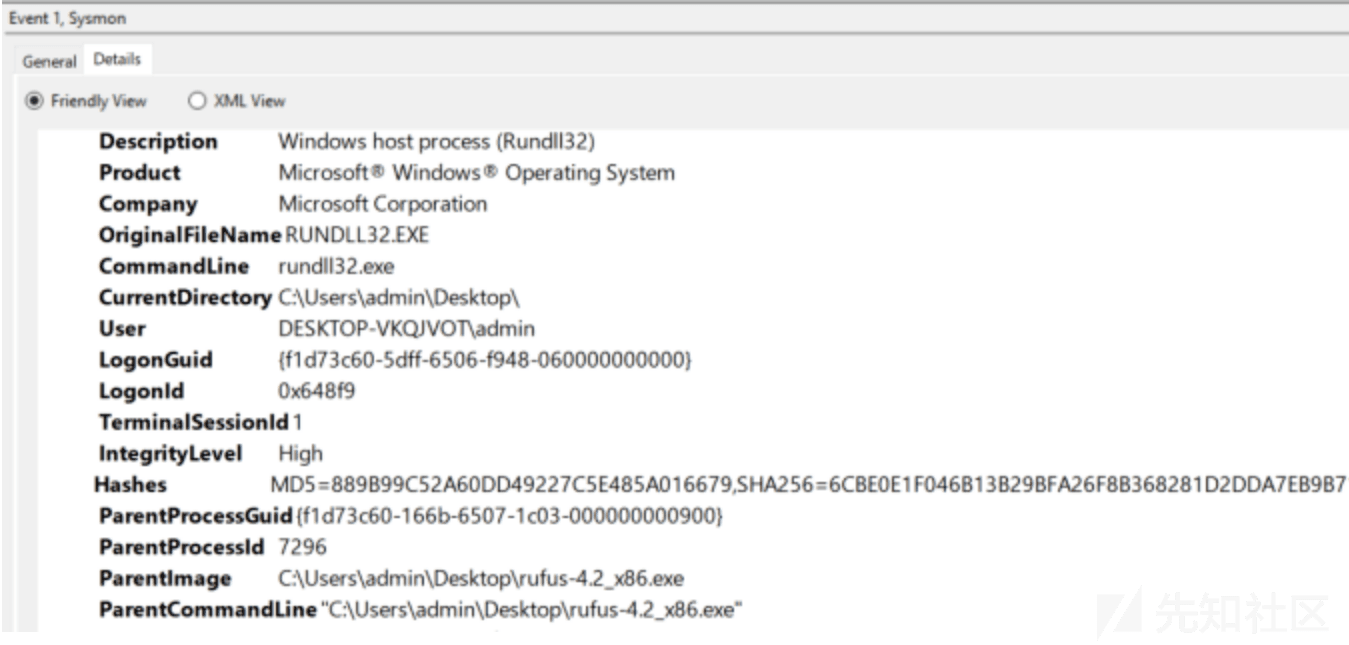 Event 1, Sysmon
General Details
Friendly View XML View
Description Windows host process (Rundll32)
Product Microsoft® Windows® Operating System
Company Microsoft Corporation
OriginalFileName RUNDLL32.EXE
CommandLine rundll32.exe
CurrentDirectory C:\Users\admin\Desktop\
User DESKTOP-VKQJVOT\admin
LogonGuid {f1d73c60-5dff-6506-f948-060000000000}
LogonId 0x648f9
TerminalSessionId 1
IntegrityLevel High
Hashes MD5=889B99C52A60DD49227C5E485A016679,SHA256=6CBE0E1F046B13B29BFA26F8B368281D2DDA7EB9B71
ParentProcessGuid {f1d73c60-166b-6507-1c03-000000000900}
ParentProcessId 7296
ParentImage C:\Users\admin\Desktop\rufus-4.2_x86.exe
ParentCommandLine "C:\Users\admin\Desktop\rufus-4.2_x86.exe"
先知社区